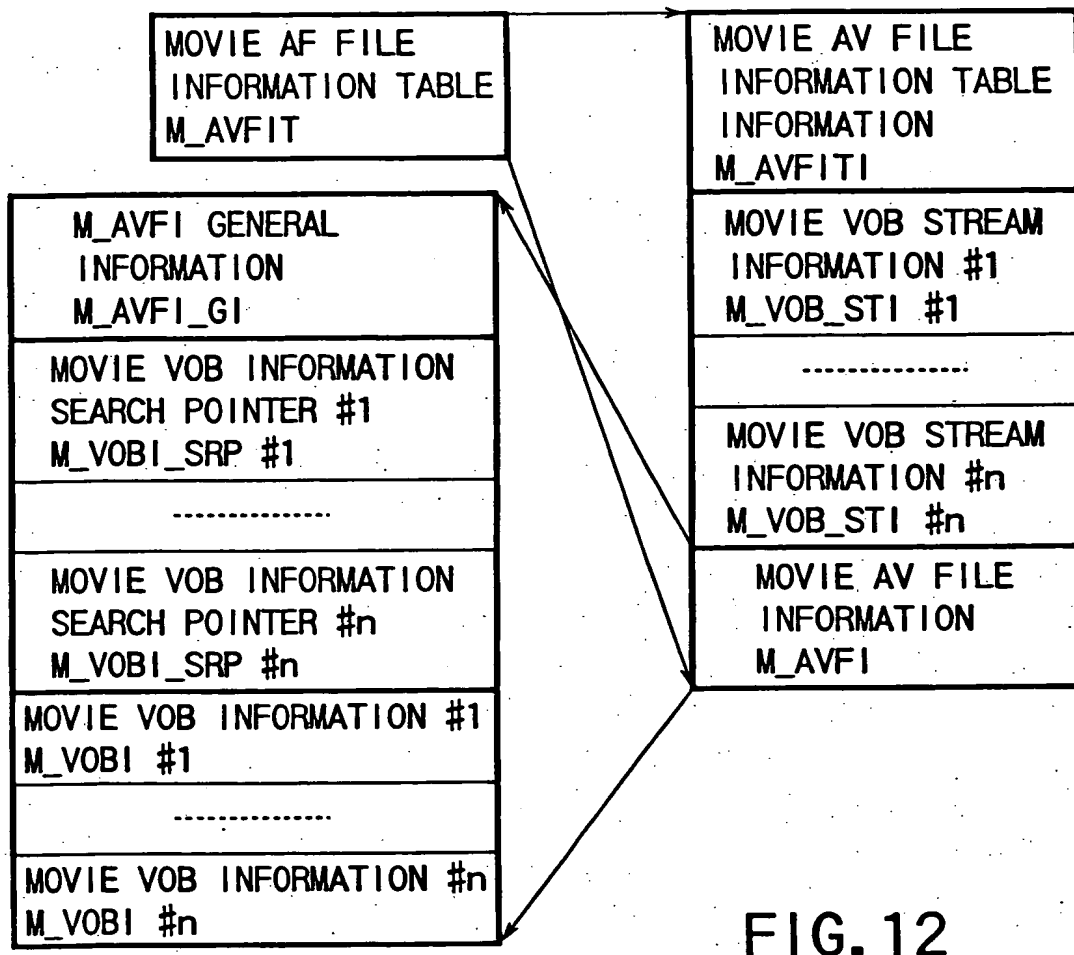 MOVIE AF FILE
INFORMATION TABLE
M_AVFIT
MOVIE AV FILE
INFORMATION TABLE
INFORMATION
M_AVFITI
MOVIE VOB STREAM
INFORMATION #1
M_VOB_STI #1
MOVIE VOB STREAM
INFORMATION #n
M_VOB_STI #n
MOVIE AV FILE
INFORMATION
M_AVFI
M_AVFI GENERAL
INFORMATION
M_AVFI_GI
MOVIE VOB INFORMATION
SEARCH POINTER #1
M_VOBI_SRP #1
MOVIE VOB INFORMATION
SEARCH POINTER #n
M_VOBI_SRP #n
MOVIE VOB INFORMATION #1
M_VOBI #1
MOVIE VOB INFORMATION #n
M_VOBI #n
FIG. 12